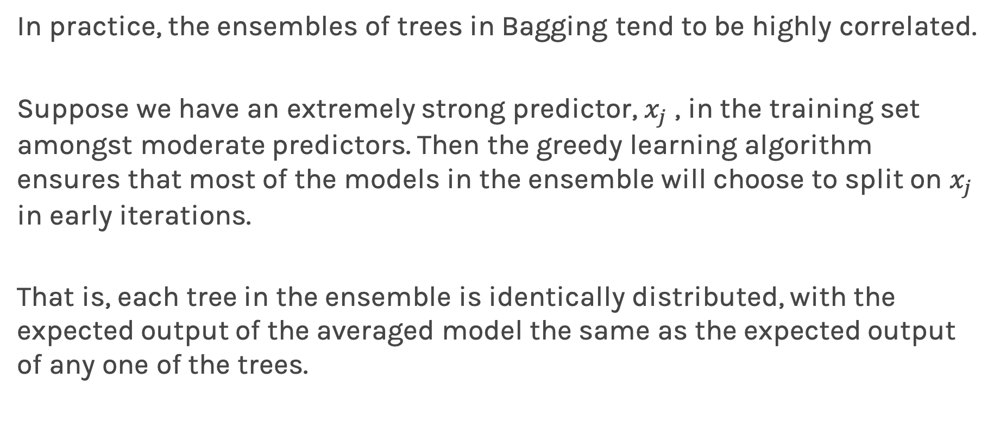 In practice, the ensembles of trees in Bagging tend to be highly correlated.
Suppose we have an extremely strong predictor, xⱼ , in the training set
amongst moderate predictors. Then the greedy learning algorithm
ensures that most of the models in the ensemble will choose to split on xⱼ
in early iterations.
That is, each tree in the ensemble is identically distributed, with the
expected output of the averaged model the same as the expected output
of any one of the trees.